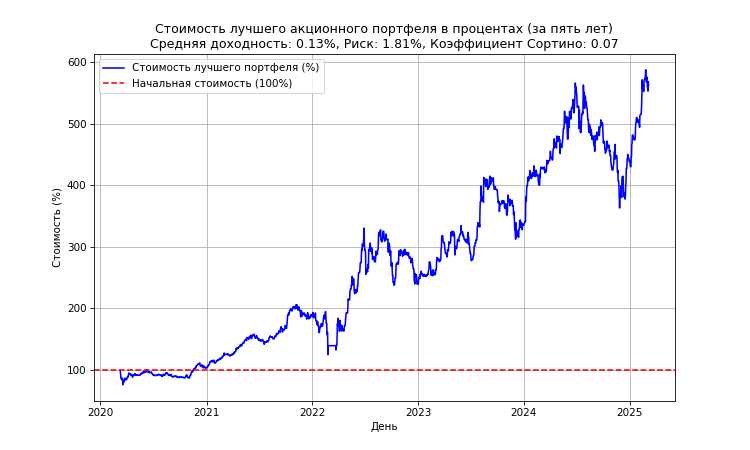 Стоимость лучшего акционного портфеля в процентах (за пять лет)
Средняя доходность: 0.13%, Риск: 1.81%, Коэффициент Сортино: 0.07
Стоимость лучшего портфеля (%)
Начальная стоимость (100%)
Стоимость (%)
600
500
400
300
200
100
2020
2021
2022
2023
2024
2025
День